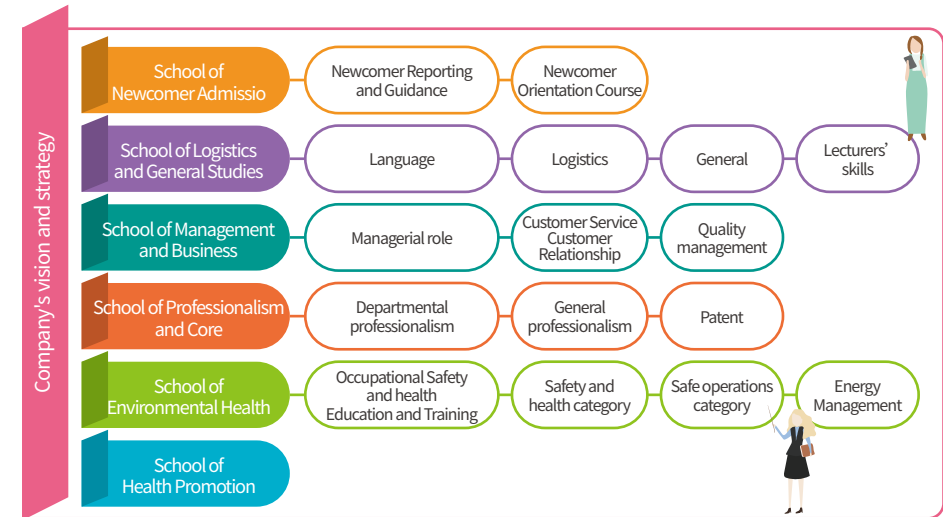 Company's vision and strategy
School of
Newcomer Admissio
Newcomer Reporting
and Guidance
Newcomer
Orientation Course
School of Logistics
and General Studies
Language
Logistics
General
Lecturers'
skills
School of Management
and Business
Managerial role
Customer Service
Customer
Relationship
Quality
management
School of Professionalism
and Core
Departmental
professionalism
General
professionalism
Patent
School of
Environmental Health
Occupational Safety
and health
Education and Training
Safety and
health category
Safe operations
category
Energy
Management
School of
Health Promotion